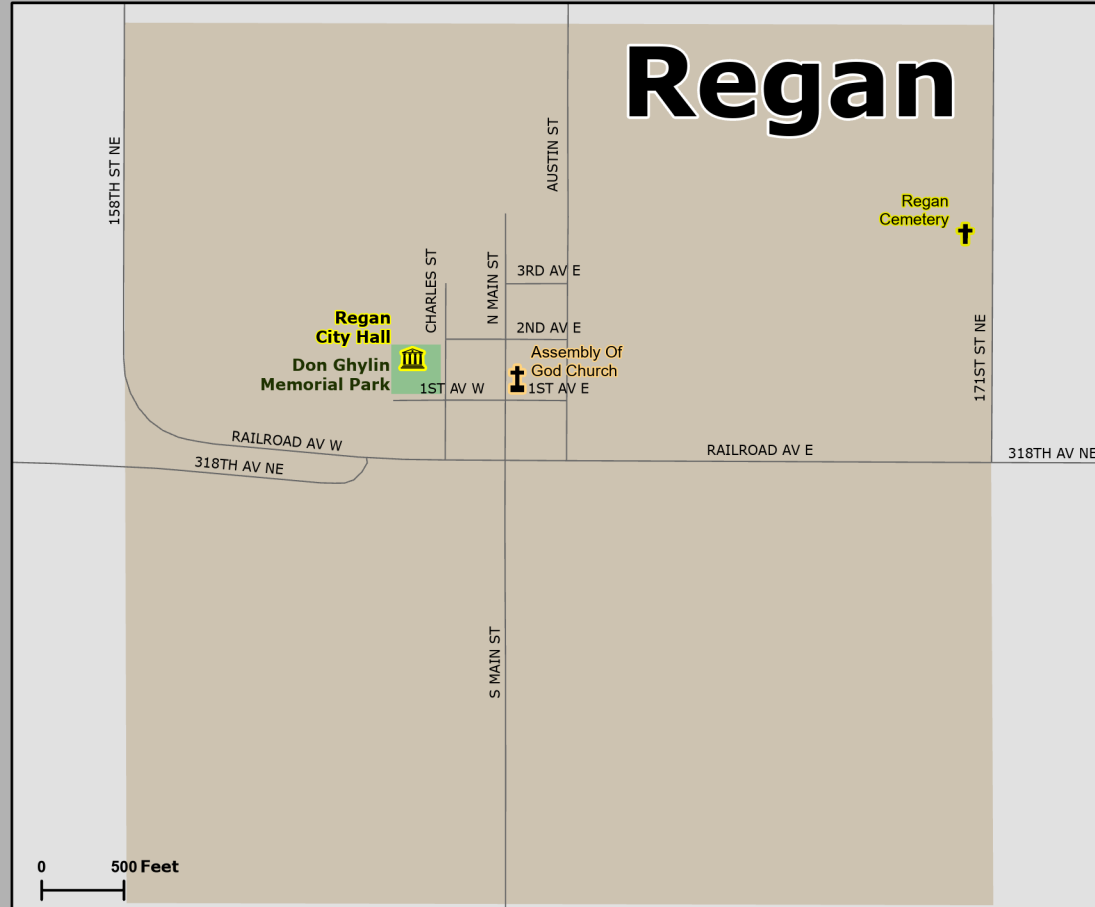 Regan
AUSTIN ST
158TH ST NE
Regan
Cemetery
CHARLES ST
N MAIN ST
3RD AV E
Regan
City Hall
2ND AV E
171ST ST NE
Assembly Of
God Church
Don Ghylin
Memorial Park
1ST AV W
1ST AV E
RAILROAD AV W
318TH AV NE
RAILROAD AV E
318TH AV NE
S MAIN ST
0 500 Feet